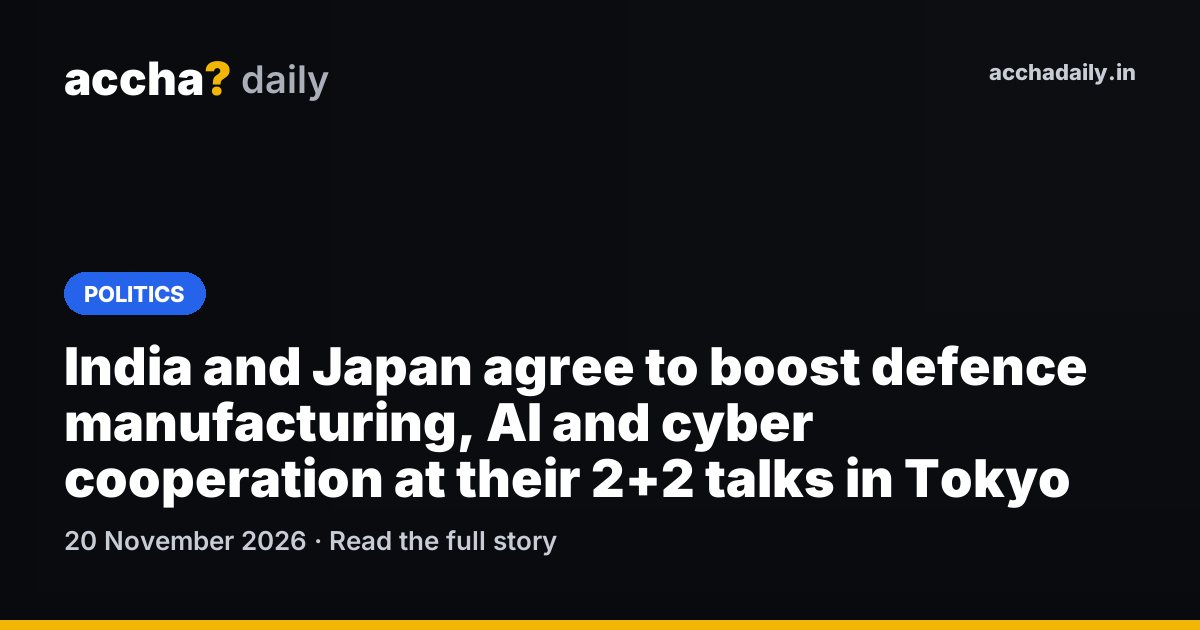 accha? daily
acchadaily.in
POLITICS
India and Japan agree to boost defence
manufacturing, AI and cyber
cooperation at their 2+2 talks in Tokyo
20 November 2026 · Read the full story